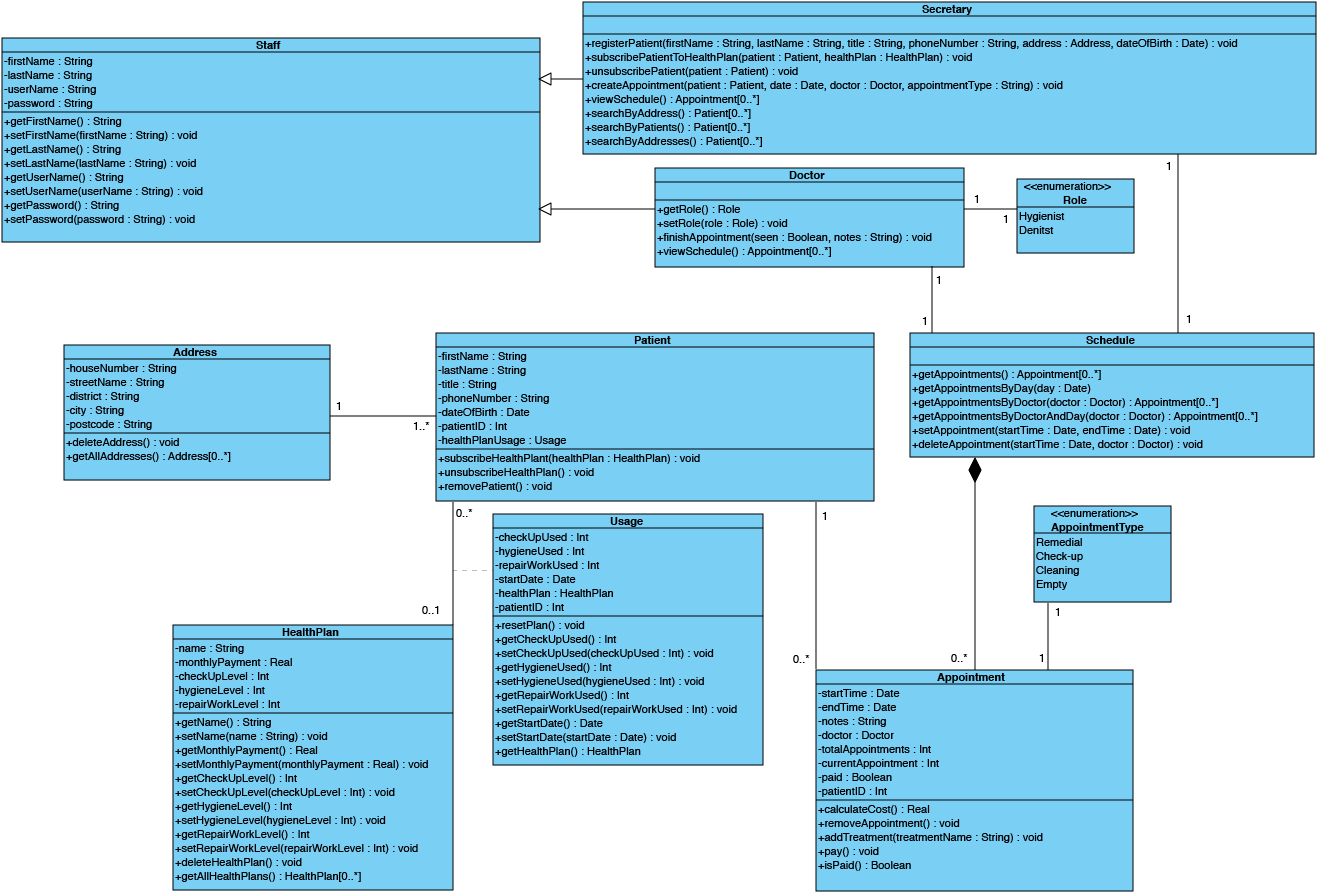 Secretary
+registerPatient(firstName : String, lastName : String, title : String, phoneNumber : String, address : Address, dateOfBirth : Date) : void
+subscribePatientToHealthPlan(patient : Patient, healthPlan : HealthPlan) : void
+unsubscribePatient(patient : Patient) : void
+createAppointment(patient : Patient, date : Date, doctor : Doctor, appointmentType : String) : void
+viewSchedule() : Appointment[0..*]
+searchByAddress() : Patient[0..*]
+searchByPatients() : Patient[0..*]
+searchByAddresses() : Patient[0..*]
Staff
-firstName : String
-lastName : String
-userName : String
-password : String
+getFirstName() : String
+setFirstName(firstName : String) : void
+getLastName() : String
+setLastName(lastName : String) : void
+getUserName() : String
+setUserName(userName : String) : void
+getPassword() : String
+setPassword(password : String) : void
Doctor
+getRole() : Role
+setRole(role : Role) : void
+finishAppointment(seen : Boolean, notes : String) : void
+viewSchedule() : Appointment[0..*]
1
1
<<enumeration>>
Role
Hygienist
Denitst
1
1
1
1
Address
-houseNumber : String
-streetName : String
-district : String
-city : String
-postcode : String
+deleteAddress() : void
+getAllAddresses() : Address[0..*]
1
1..*
Patient
-firstName : String
-lastName : String
-title : String
-phoneNumber : String
-dateOfBirth : Date
-patientID : Int
-healthPlanUsage : Usage
+subscribeHealthPlant(healthPlan : HealthPlan) : void
+unsubscribeHealthPlan() : void
+removePatient() : void
Schedule
+getAppointments() : Appointment[0..*]
+getAppointmentsByDay(day : Date)
+getAppointmentsByDoctor(doctor : Doctor) : Appointment[0..*]
+getAppointmentsByDoctorAndDay(doctor : Doctor) : Appointment[0..*]
+setAppointment(startTime : Date, endTime : Date) : void
+deleteAppointment(startTime : Date, doctor : Doctor) : void
0..*
0..1
Usage
-checkUpUsed : Int
-hygieneUsed : Int
-repairWorkUsed : Int
-startDate : Date
-healthPlan : HealthPlan
-patientID : Int
+resetPlan() : void
+getCheckUpUsed() : Int
+setCheckUpUsed(checkUpUsed : Int) : void
+getHygieneUsed() : Int
+setHygieneUsed(hygieneUsed : Int) : void
+getRepairWorkUsed() : Int
+setRepairWorkUsed(repairWorkUsed : Int) : void
+getStartDate() : Date
+setStartDate(startDate : Date) : void
+getHealthPlan() : HealthPlan
1
0..*
0..*
<<enumeration>>
AppointmentType
Remedial
Check-up
Cleaning
Empty
1
1
HealthPlan
-name : String
-monthlyPayment : Real
-checkUpLevel : Int
-hygieneLevel : Int
-repairWorkLevel : Int
+getName() : String
+setName(name : String) : void
+getMonthlyPayment() : Real
+setMonthlyPayment(monthlyPayment : Real) : void
+getCheckUpLevel() : Int
+setCheckUpLevel(checkUpLevel : Int) : void
+getHygieneLevel() : Int
+setHygieneLevel(hygieneLevel : Int) : void
+getRepairWorkLevel() : Int
+setRepairWorkLevel(repairWorkLevel : Int) : void
+deleteHealthPlan() : void
+getAllHealthPlans() : HealthPlan[0..*]
Appointment
-startTime : Date
-endTime : Date
-notes : String
-doctor : Doctor
-totalAppointments : Int
-currentAppointment : Int
-paid : Boolean
-patientID : Int
+calculateCost() : Real
+removeAppointment() : void
+addTreatment(treatmentName : String) : void
+pay() : void
+isPaid() : Boolean